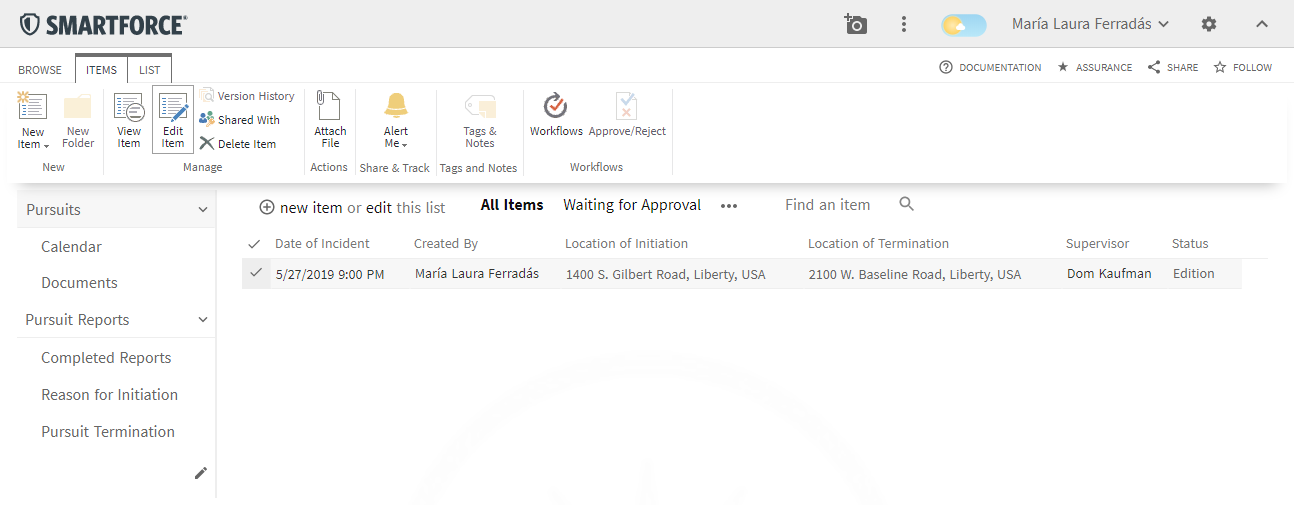 SMARTFORCE®
María Laura Ferradás
BROWSE ITEMS LIST
DOCUMENTATION ASSURANCE SHARE FOLLOW
New Item
New Folder
New
View Item
Edit Item
Version History
Shared With
Delete Item
Manage
Attach File
Actions
Alert Me
Share & Track
Tags & Notes
Tags and Notes
Workflows
Approve/Reject
Workflows
Pursuits
Calendar
Documents
Pursuit Reports
Completed Reports
Reason for Initiation
Pursuit Termination
new item or edit this list
All Items Waiting for Approval ••• Find an item
Date of Incident Created By Location of Initiation Location of Termination Supervisor Status
5/27/2019 9:00 PM María Laura Ferradás 1400 S. Gilbert Road, Liberty, USA 2100 W. Baseline Road, Liberty, USA Dom Kaufman Edition